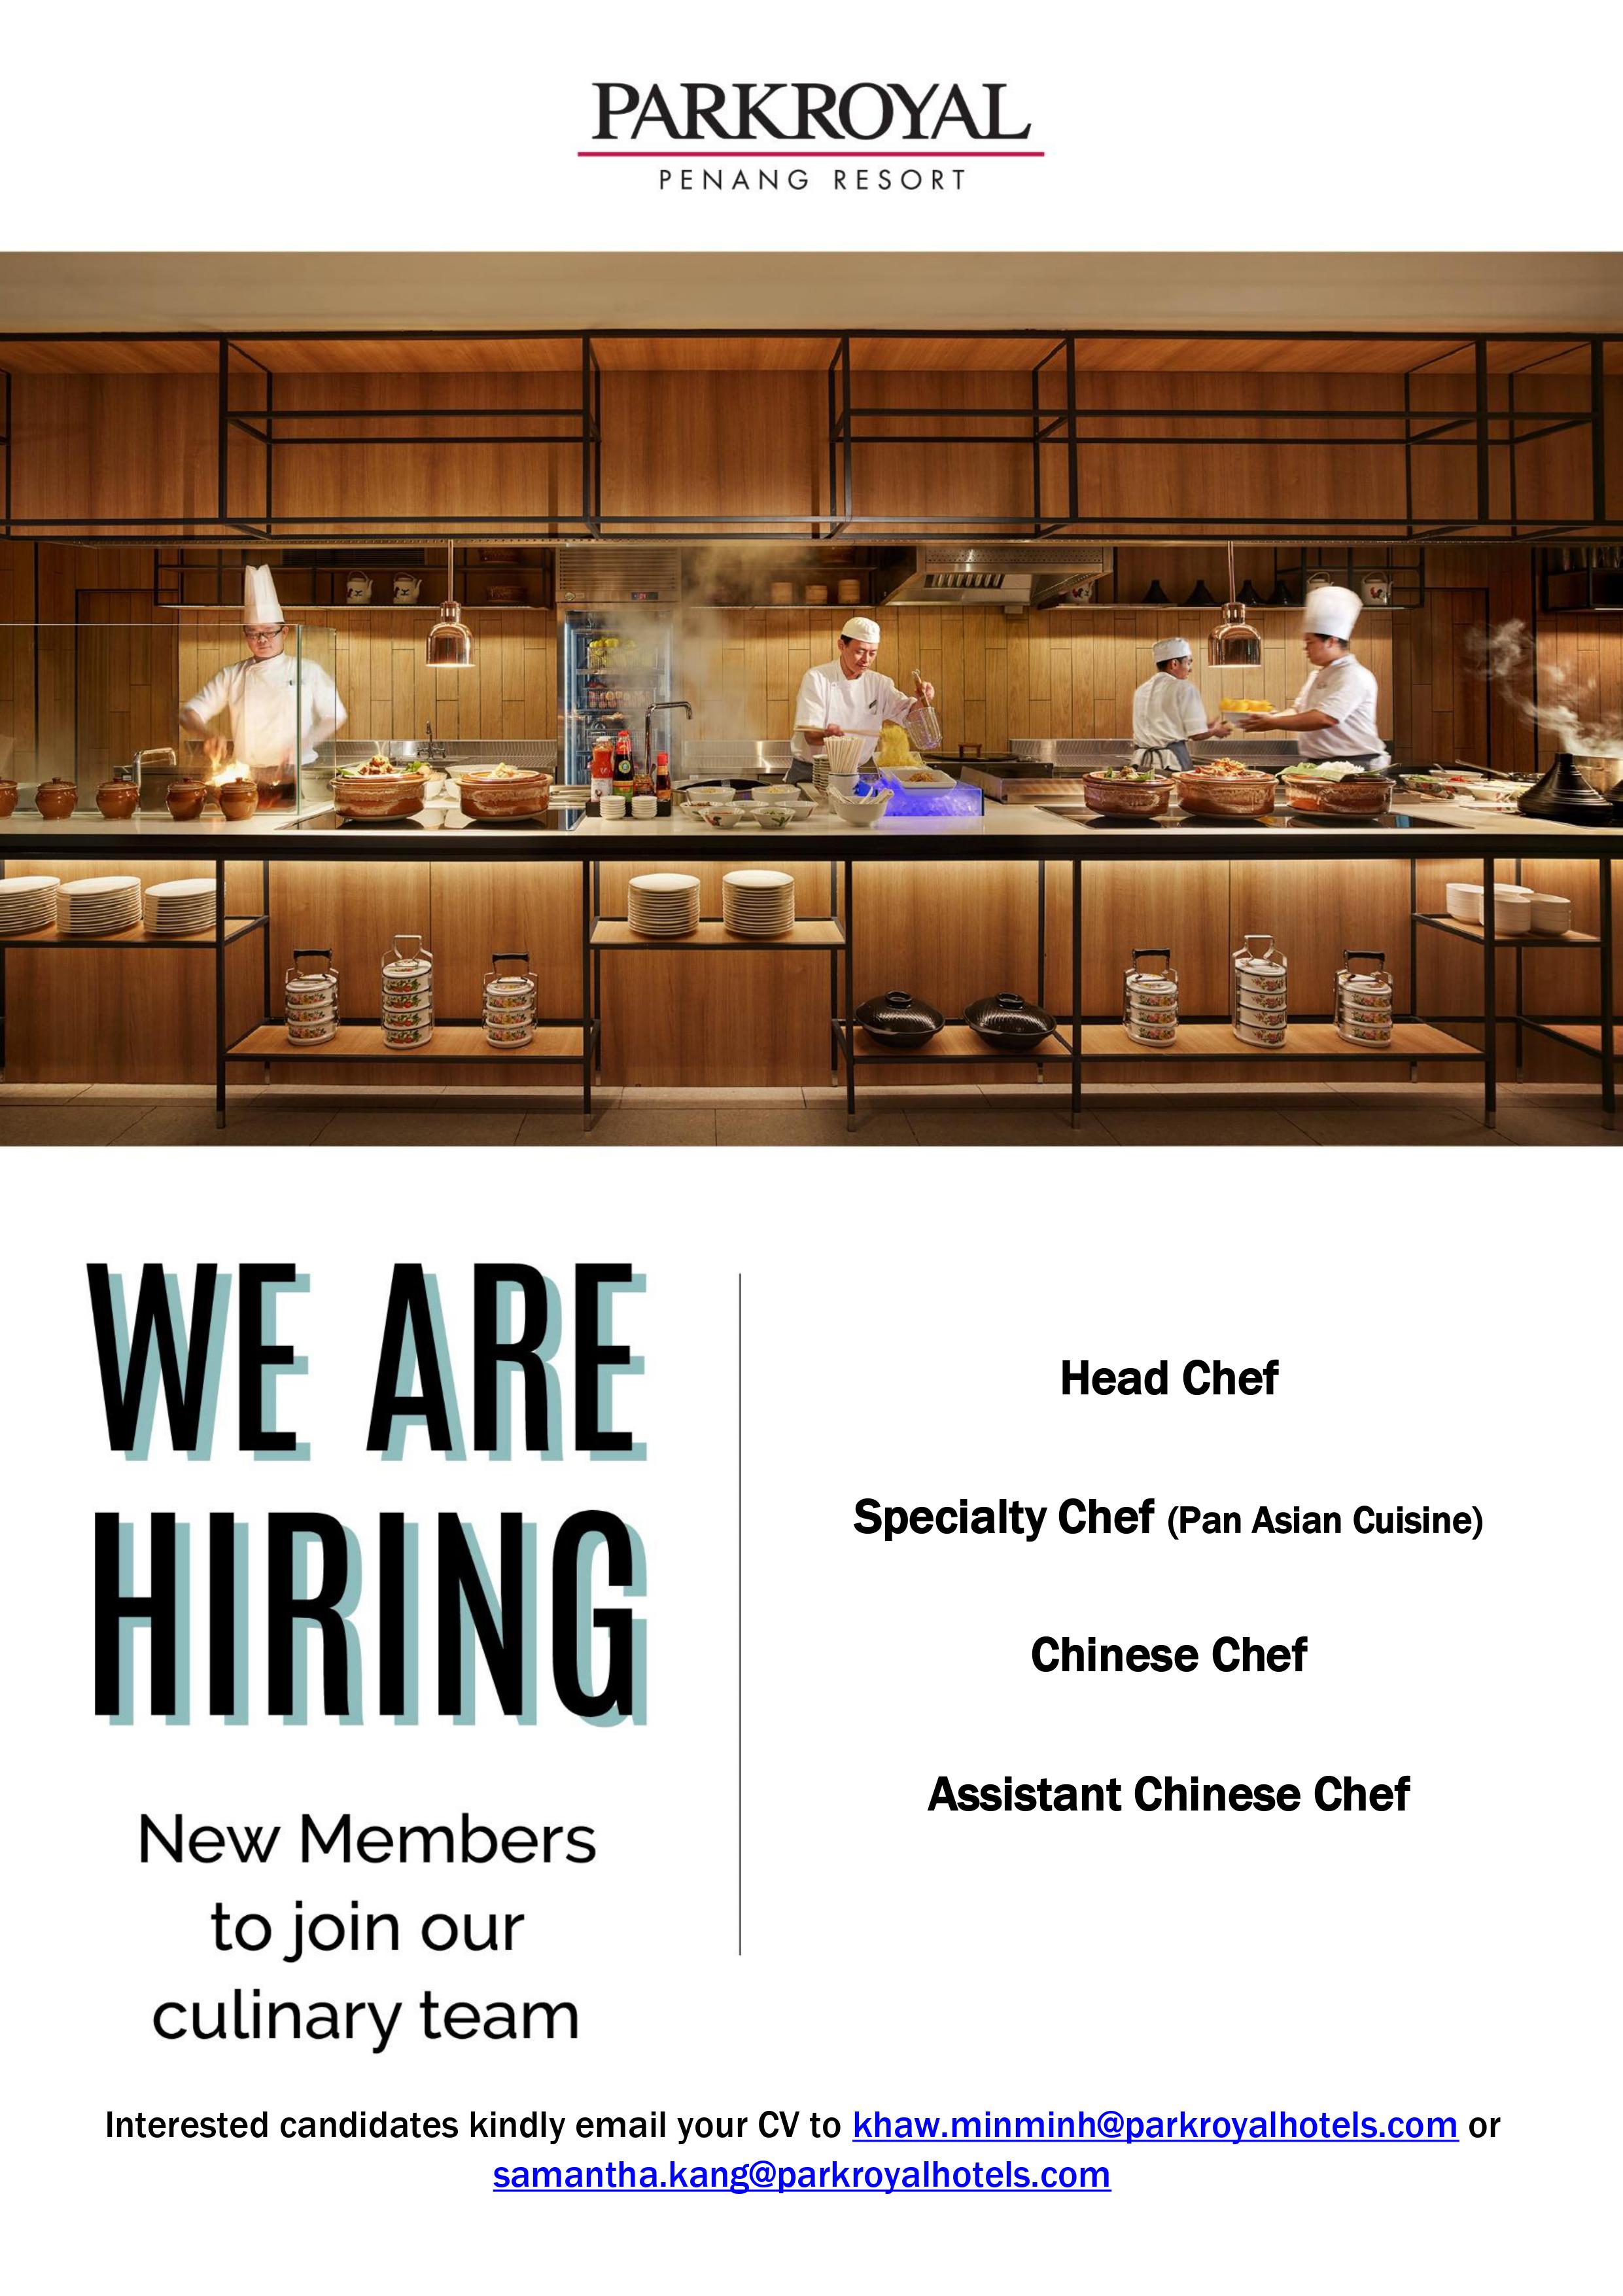 PARKROYAL
PENANG RESORT
WE ARE
HIRING
New Members
to join our
culinary team
Head Chef
Specialty Chef (Pan Asian Cuisine)
Chinese Chef
Assistant Chinese Chef
Interested candidates kindly email your CV to khaw.minminh@parkroyalhotels.com or
samantha.kang@parkroyalhotels.com